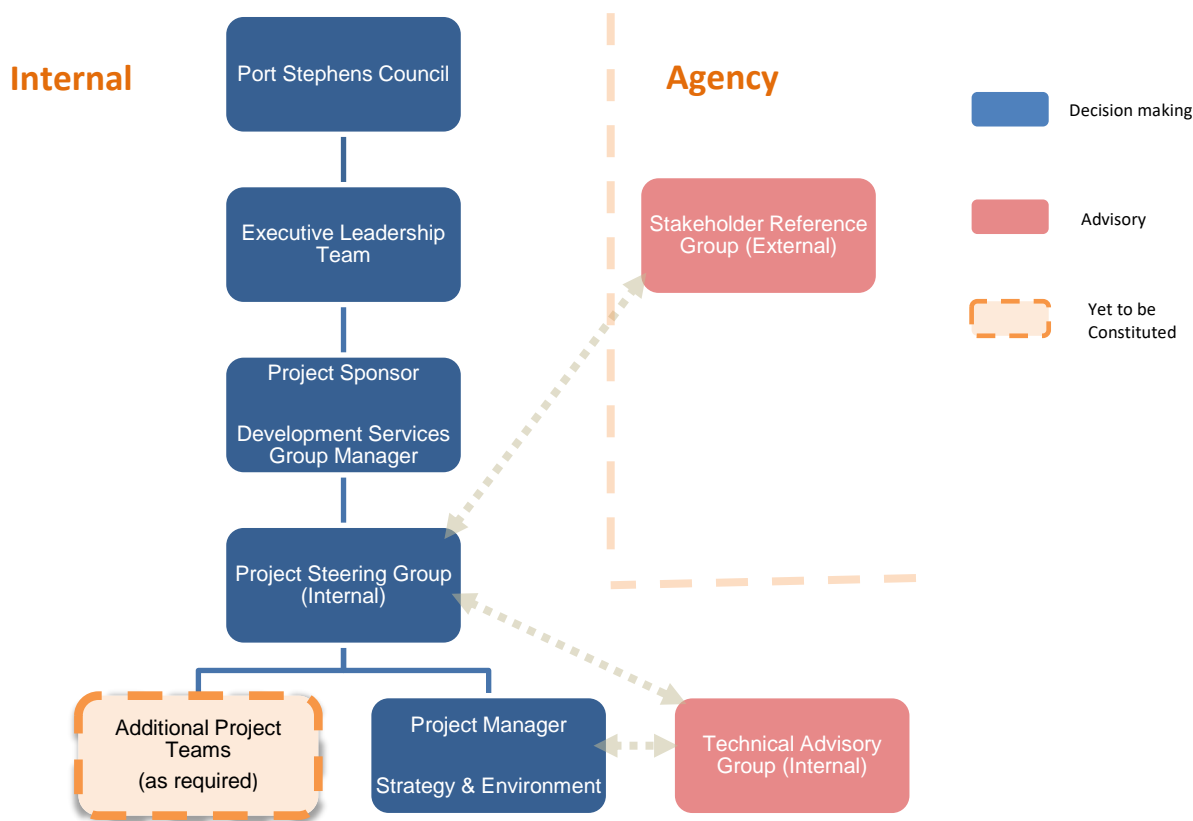 Internal
Port Stephens Council
Agency
Decision making
Executive Leadership
Team
Stakeholder Reference
Group (External)
Advisory
Yet to be
Constituted
Project Sponsor
Development Services
Group Manager
Project Steering Group
(Internal)
Additional Project
Teams
(as required)
Project Manager
Strategy & Environment
Technical Advisory
Group (Internal)